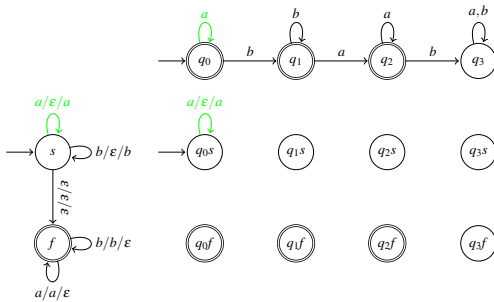 a b a a, b
q0 b q1 a q2 b q3
a/ε/a a/ε/a
s b/ε/b q0s q1s q2s q3s
ε/ε/ε
f b/b/ε q0f q1f q2f q3f
a/a/ε